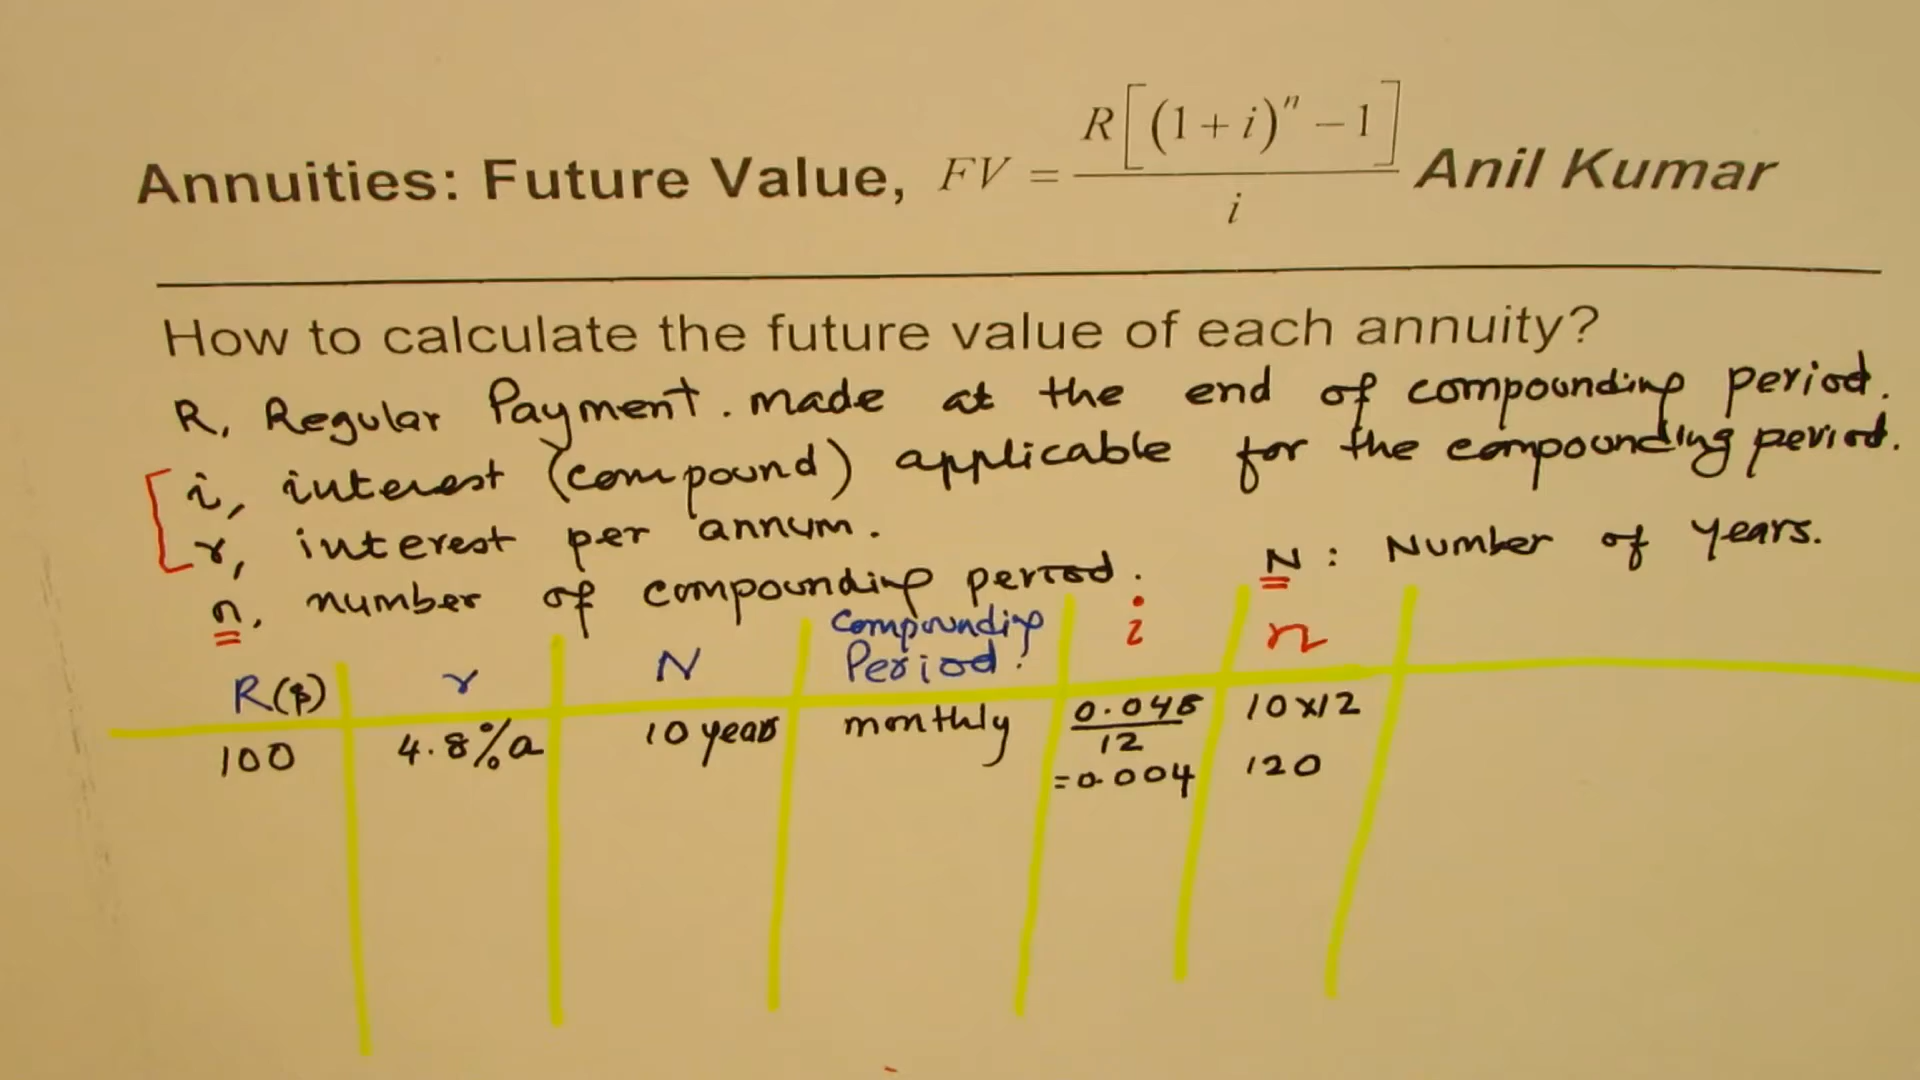 Annuities: Future Value, FV = R[(1+i)^n − 1] / i Anil Kumar
How to calculate the future value of each annuity?
R, Regular Payment. made at the end of compounding period.
i, interest (compound) applicable for the compounding period.
r, interest per annum.
n, number of compounding period. N: Number of years.
R($) r N Compounding Period: i n
100 4.8%a 10 years monthly 0.048/12 10x12
=0.004 120